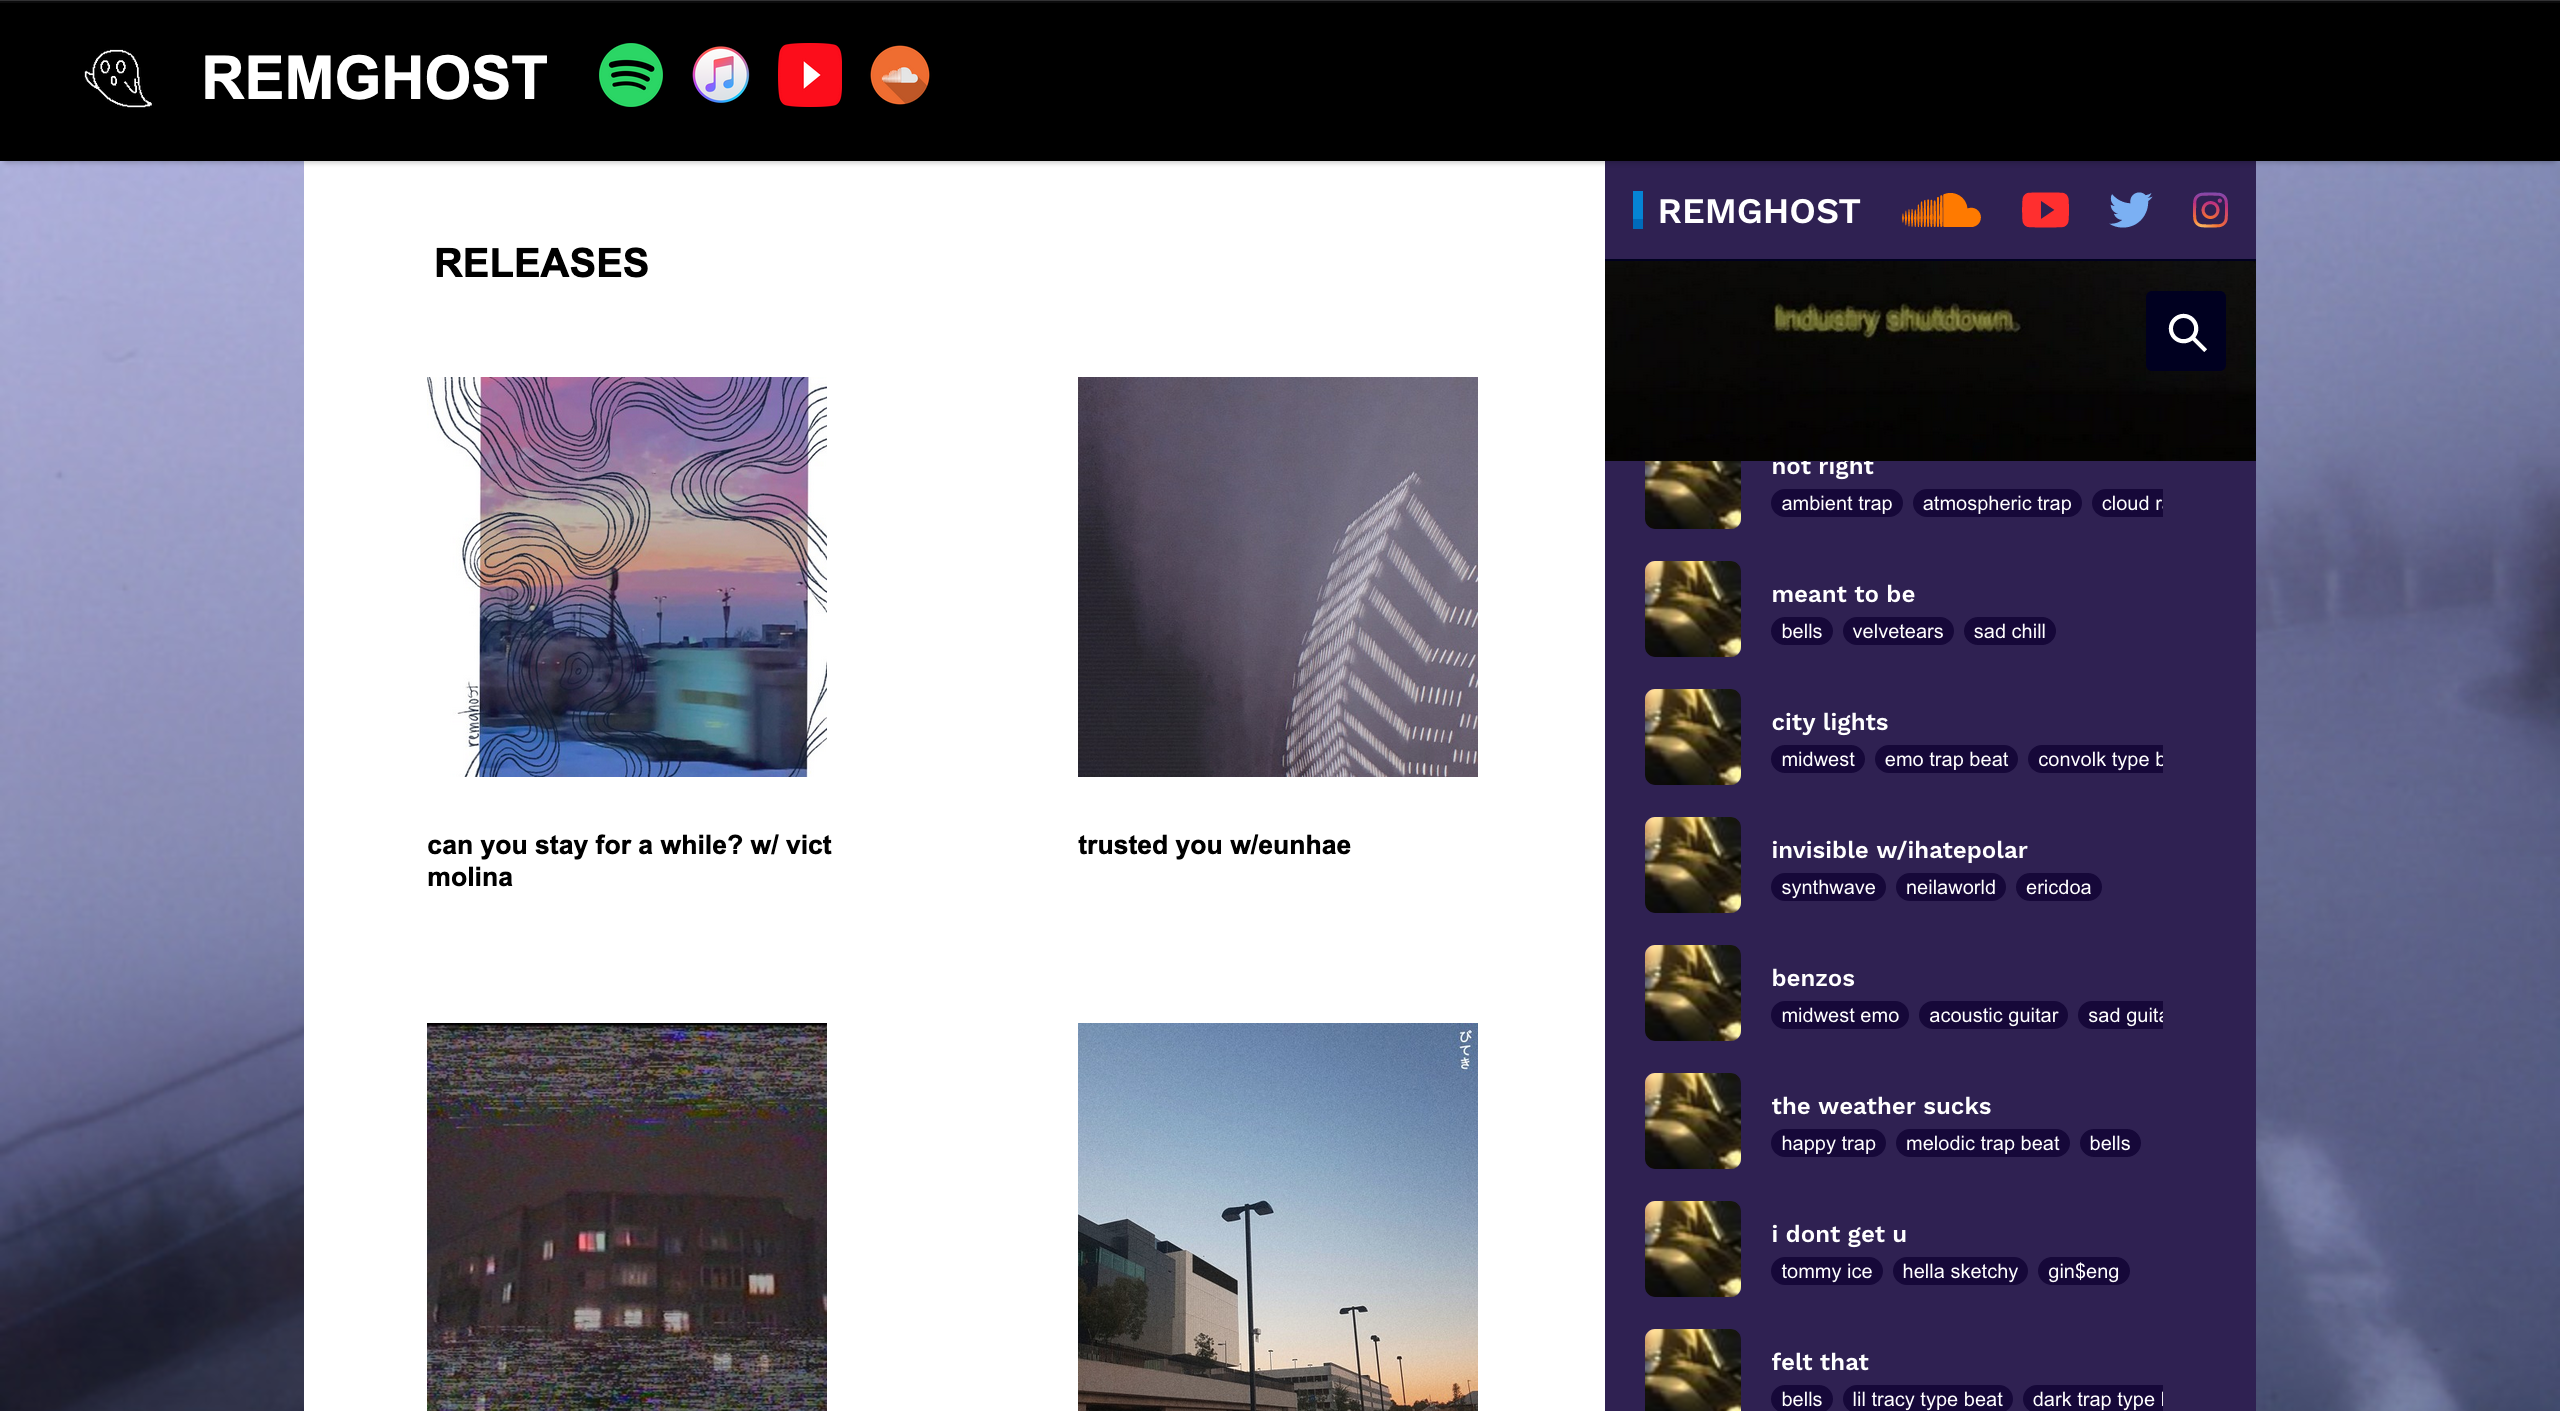 REMGHOST
RELEASES
remghost
can you stay for a while? w/ vict
molina
trusted you w/eunhae
びてき
REMGHOST
Industry shutdown.
not right
ambient trap atmospheric trap cloud r
meant to be
bells velvetears sad chill
city lights
midwest emo trap beat convolk type b
invisible w/ihatepolar
synthwave neilaworld ericdoa
benzos
midwest emo acoustic guitar sad guita
the weather sucks
happy trap melodic trap beat bells
i dont get u
tommy ice hella sketchy gin$eng
felt that
bells lil tracy type beat dark trap type